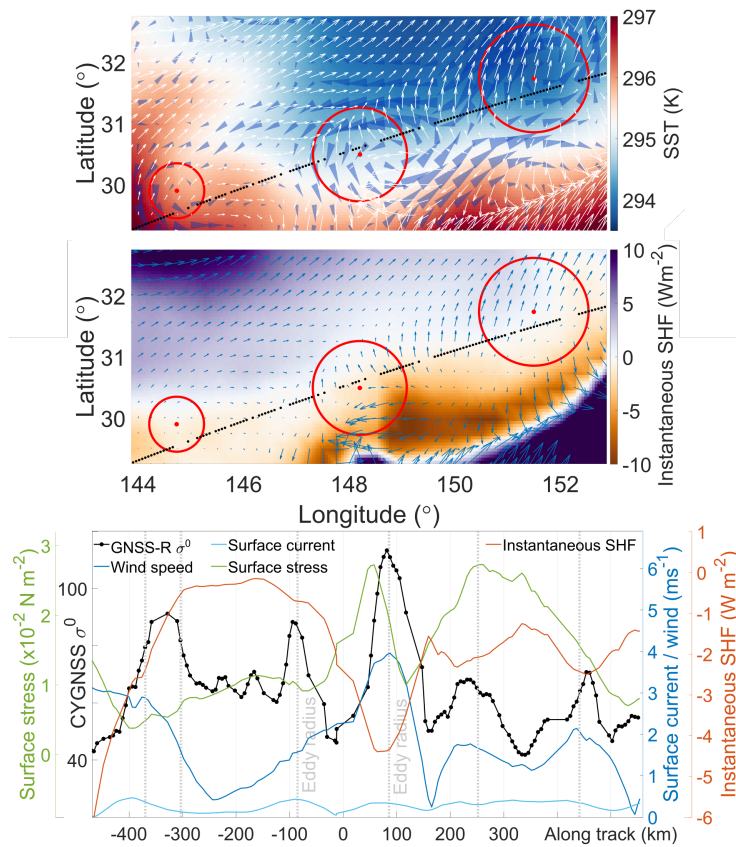 297
296
295
294
SST (K)
32
31
30
Latitude (°)
10
5
0
-5
-10
Instantaneous SHF (Wm-2)
32
31
30
Latitude (°)
144
146
148
150
152
Longitude (°)
GNSS-R σ0
Surface current
Instantaneous SHF
Wind speed
Surface stress
3
2
1
0
Surface stress (x10-2 N m-2)
100
40
CYGNSS σ0
Eddy radius
Eddy radius
6
5
4
3
2
1
0
Surface current / wind (ms-1)
1
0
-1
-2
-3
-4
-5
-6
Instantaneous SHF (W m-2)
-400
-300
-200
-100
0
100
200
300
Along track (km)